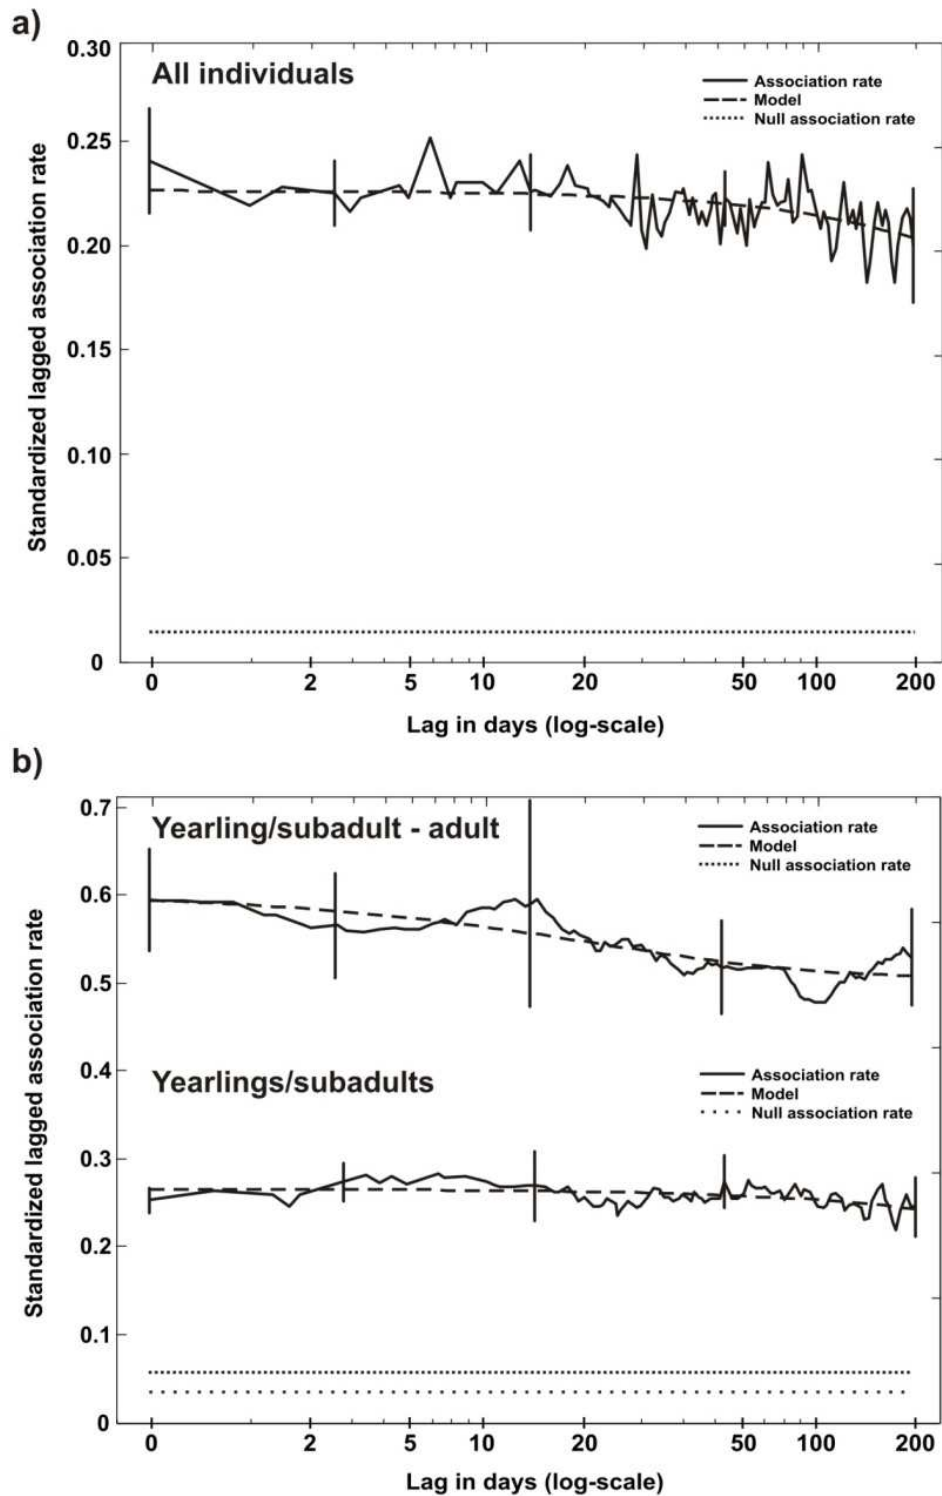 a)
All individuals
Association rate
Model
Null association rate
Standardized lagged association rate
0.30
0.25
0.20
0.15
0.10
0.05
0
0 2 5 10 20 50 100 200
Lag in days (log-scale)
b)
Yearling/subadult - adult
Association rate
Model
Null association rate
Yearlings/subadults
Association rate
Model
Null association rate
Standardized lagged association rate
0.7
0.6
0.5
0.4
0.3
0.2
0.1
0
0 2 5 10 20 50 100 200
Lag in days (log-scale)